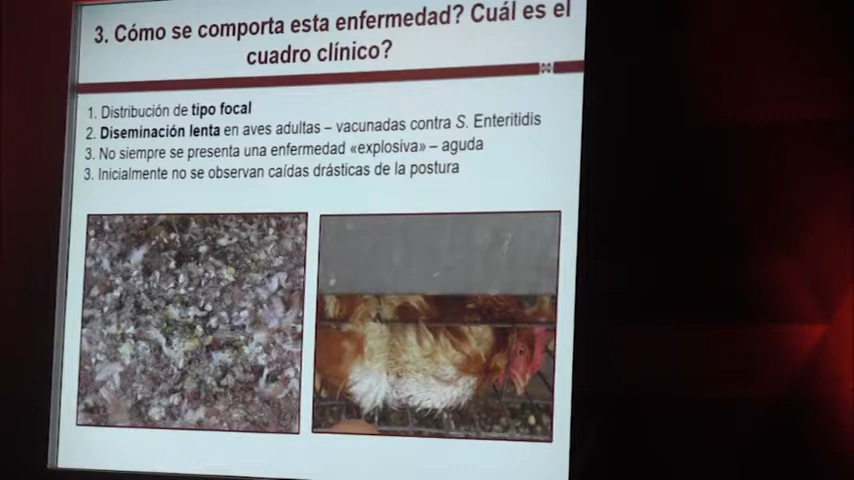 3. Cómo se comporta esta enfermedad? Cuál es el
cuadro clínico?
1. Distribución de tipo focal
2. Diseminación lenta en aves adultas – vacunadas contra S. Enteritidis
3. No siempre se presenta una enfermedad «explosiva» – aguda
3. Inicialmente no se observan caídas drásticas de la postura